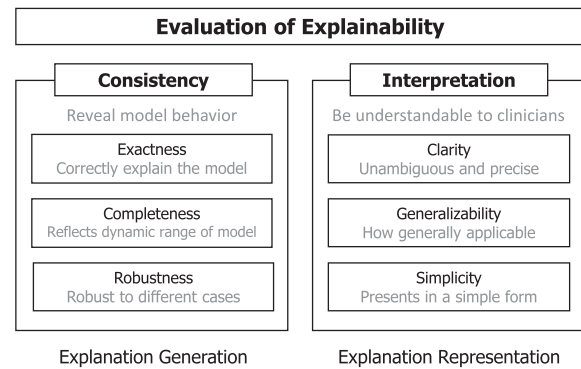 Evaluation of Explainability
Consistency
Reveal model behavior
Exactness
Correctly explain the model
Completeness
Reflects dynamic range of model
Robustness
Robust to different cases
Explanation Generation
Interpretation
Be understandable to clinicians
Clarity
Unambiguous and precise
Generalizability
How generally applicable
Simplicity
Presents in a simple form
Explanation Representation